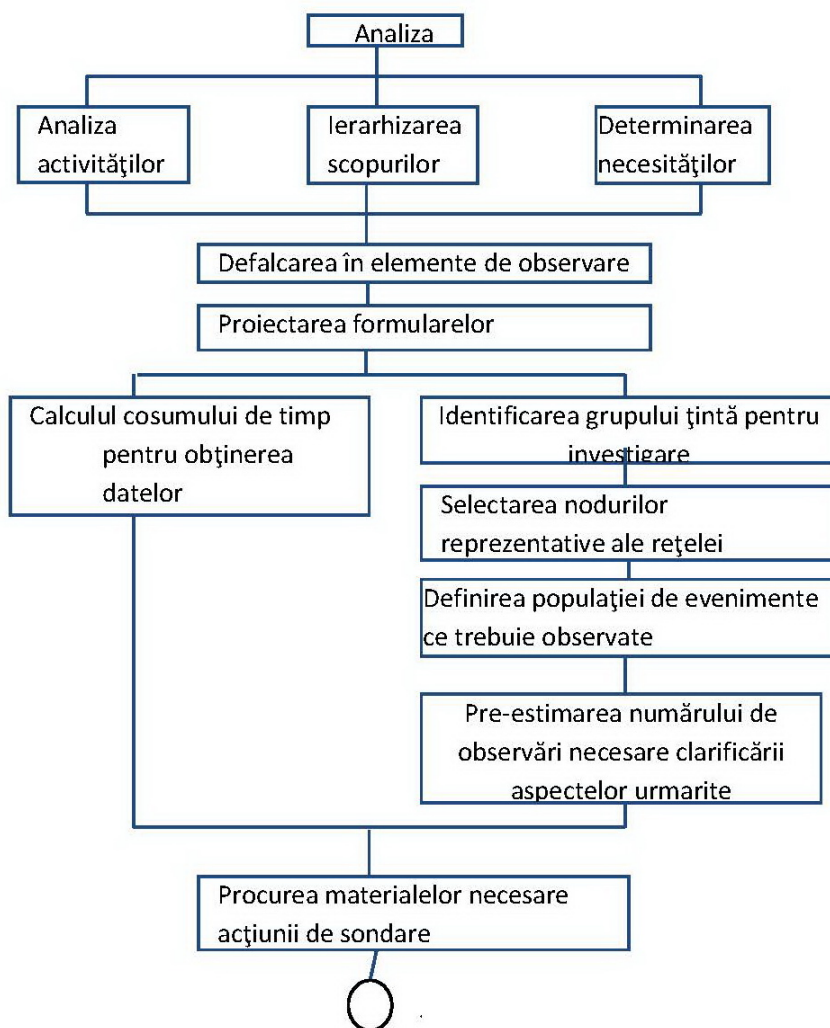 Analiza
Analiza
activităţilor
Ierarhizarea
scopurilor
Determinarea
necesităţilor
Defalcarea în elemente de observare
Proiectarea formularelor
Calculul cosumului de timp
pentru obţinerea
datelor
Identificarea grupului ţintă pentru
investigare
Selectarea nodurilor
reprezentative ale reţelei
Definirea populaţiei de evenimente
ce trebuie observate
Pre-estimarea numărului de
observări necesare clarificării
aspectelor urmarite
Procurea materialelor necesare
acţiunii de sondare
.